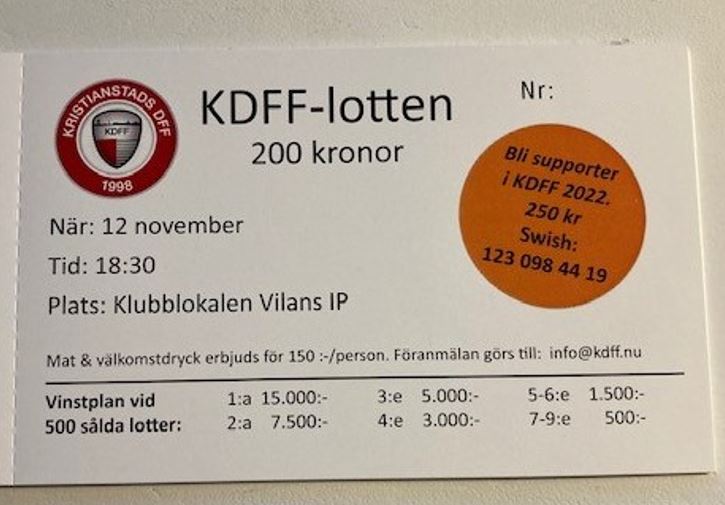 KRISTIANSTADS DFF
KDFF
1998
KDFF-lotten
200 kronor
Nr:
Bli supporter
i KDFF 2022.
250 kr
Swish:
123 098 44 19
När: 12 november
Tid: 18:30
Plats: Klubblokalen Vilans IP
Mat & välkomstdryck erbjuds för 150 :-/person. Föranmälan görs till: info@kdff.nu
Vinstplan vid 1:a 15.000:- 3:e 5.000:- 5-6:e 1.500:-
500 sålda lotter: 2:a 7.500:- 4:e 3.000:- 7-9:e 500:-